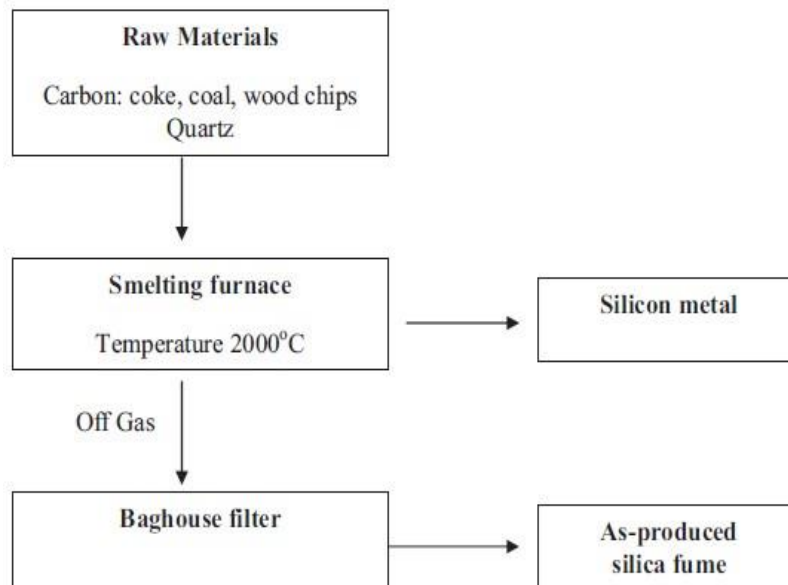 Raw Materials
Carbon: coke, coal, wood chips
Quartz
Smelting furnace
Temperature 2000°C
Silicon metal
Off Gas
Baghouse filter
As-produced
silica fume